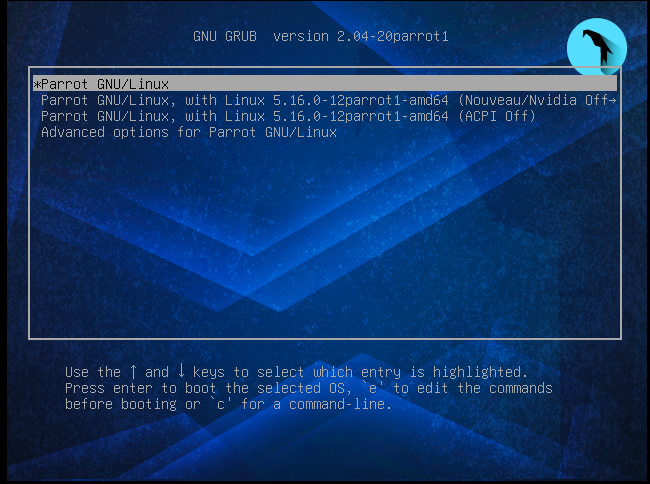 GNU GRUB  version 2.04-20parrot1
*Parrot GNU/Linux
Parrot GNU/Linux, with Linux 5.16.0-12parrot1-amd64 (Nouveau/Nvidia Off→
Parrot GNU/Linux, with Linux 5.16.0-12parrot1-amd64 (ACPI Off)
Advanced options for Parrot GNU/Linux
Use the ↑ and ↓ keys to select which entry is highlighted.
Press enter to boot the selected OS, `e' to edit the commands
before booting or `c' for a command-line.